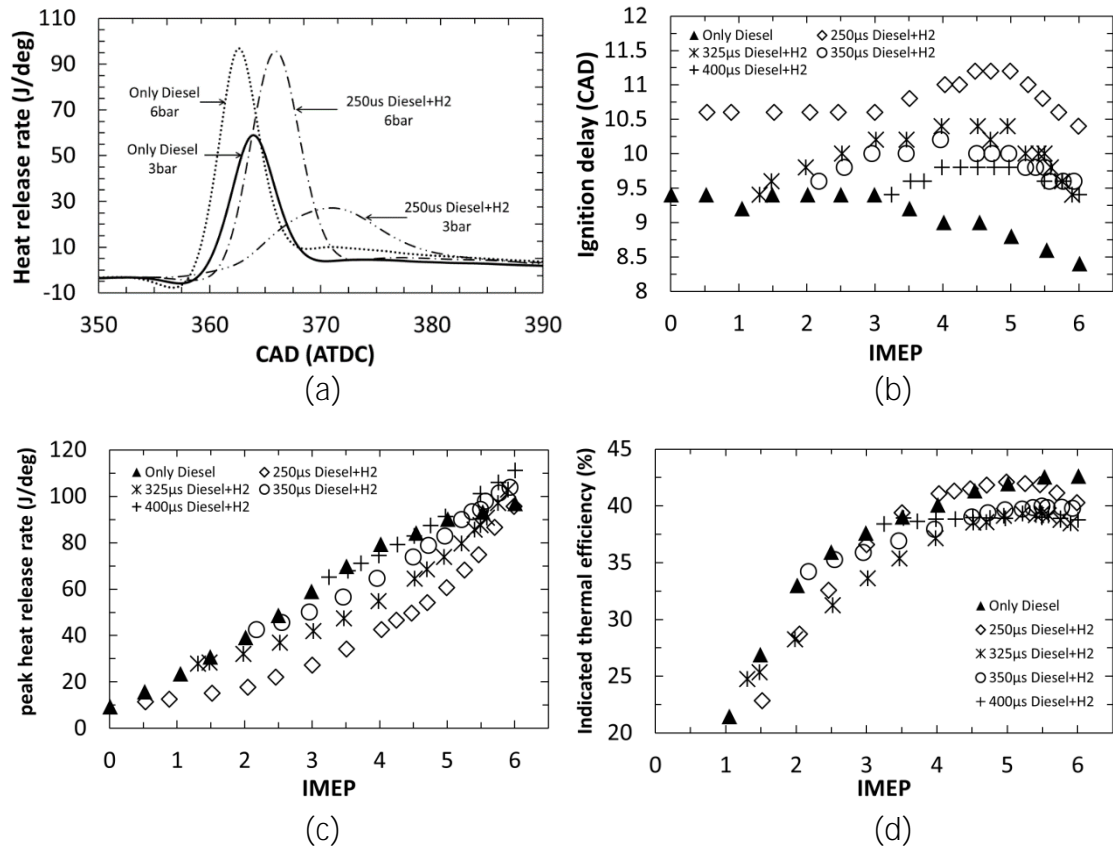 110
90
70
50
30
10
-10
Heat release rate (J/deg)
Only Diesel
6bar
Only Diesel
3bar
250us Diesel+H2
6bar
250us Diesel+H2
3bar
350 360 370 380 390
CAD (ATDC)
(a)
12
11.5
11
10.5
10
9.5
9
8.5
8
Ignition delay (CAD)
Only Diesel 250µs Diesel+H2
325µs Diesel+H2 350µs Diesel+H2
400µs Diesel+H2
0 1 2 3 4 5 6
IMEP
(b)
120
100
80
60
40
20
0
peak heat release rate (J/deg)
Only Diesel 250µs Diesel+H2
325µs Diesel+H2 350µs Diesel+H2
400µs Diesel+H2
0 1 2 3 4 5 6
IMEP
(c)
45
40
35
30
25
20
Indicated thermal efficiency (%)
Only Diesel
250µs Diesel+H2
325µs Diesel+H2
350µs Diesel+H2
400µs Diesel+H2
0 1 2 3 4 5 6
IMEP
(d)